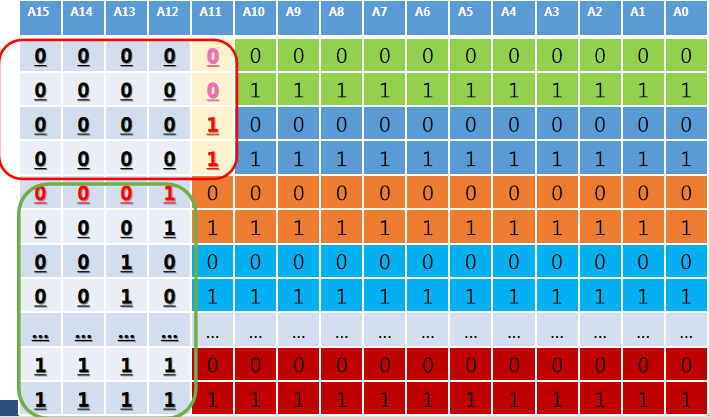 A15 A14 A13 A12 A11 A10 A9 A8 A7 A6 A5 A4 A3 A2 A1 A0
0 0 0 0 0 0 0 0 0 0 0 0 0 0 0 0
0 0 0 0 0 1 1 1 1 1 1 1 1 1 1 1
0 0 0 0 1 0 0 0 0 0 0 0 0 0 0 0
0 0 0 0 1 1 1 1 1 1 1 1 1 1 1 1
0 0 0 1 0 0 0 0 0 0 0 0 0 0 0 0
0 0 0 1 1 1 1 1 1 1 1 1 1 1 1 1
0 0 1 0 0 0 0 0 0 0 0 0 0 0 0 0
0 0 1 0 1 1 1 1 1 1 1 1 1 1 1 1
... ... ... ... ... ... ... ... ... ... ... ... ... ... ... ...
1 1 1 1 0 0 0 0 0 0 0 0 0 0 0 0
1 1 1 1 1 1 1 1 1 1 1 1 1 1 1 1